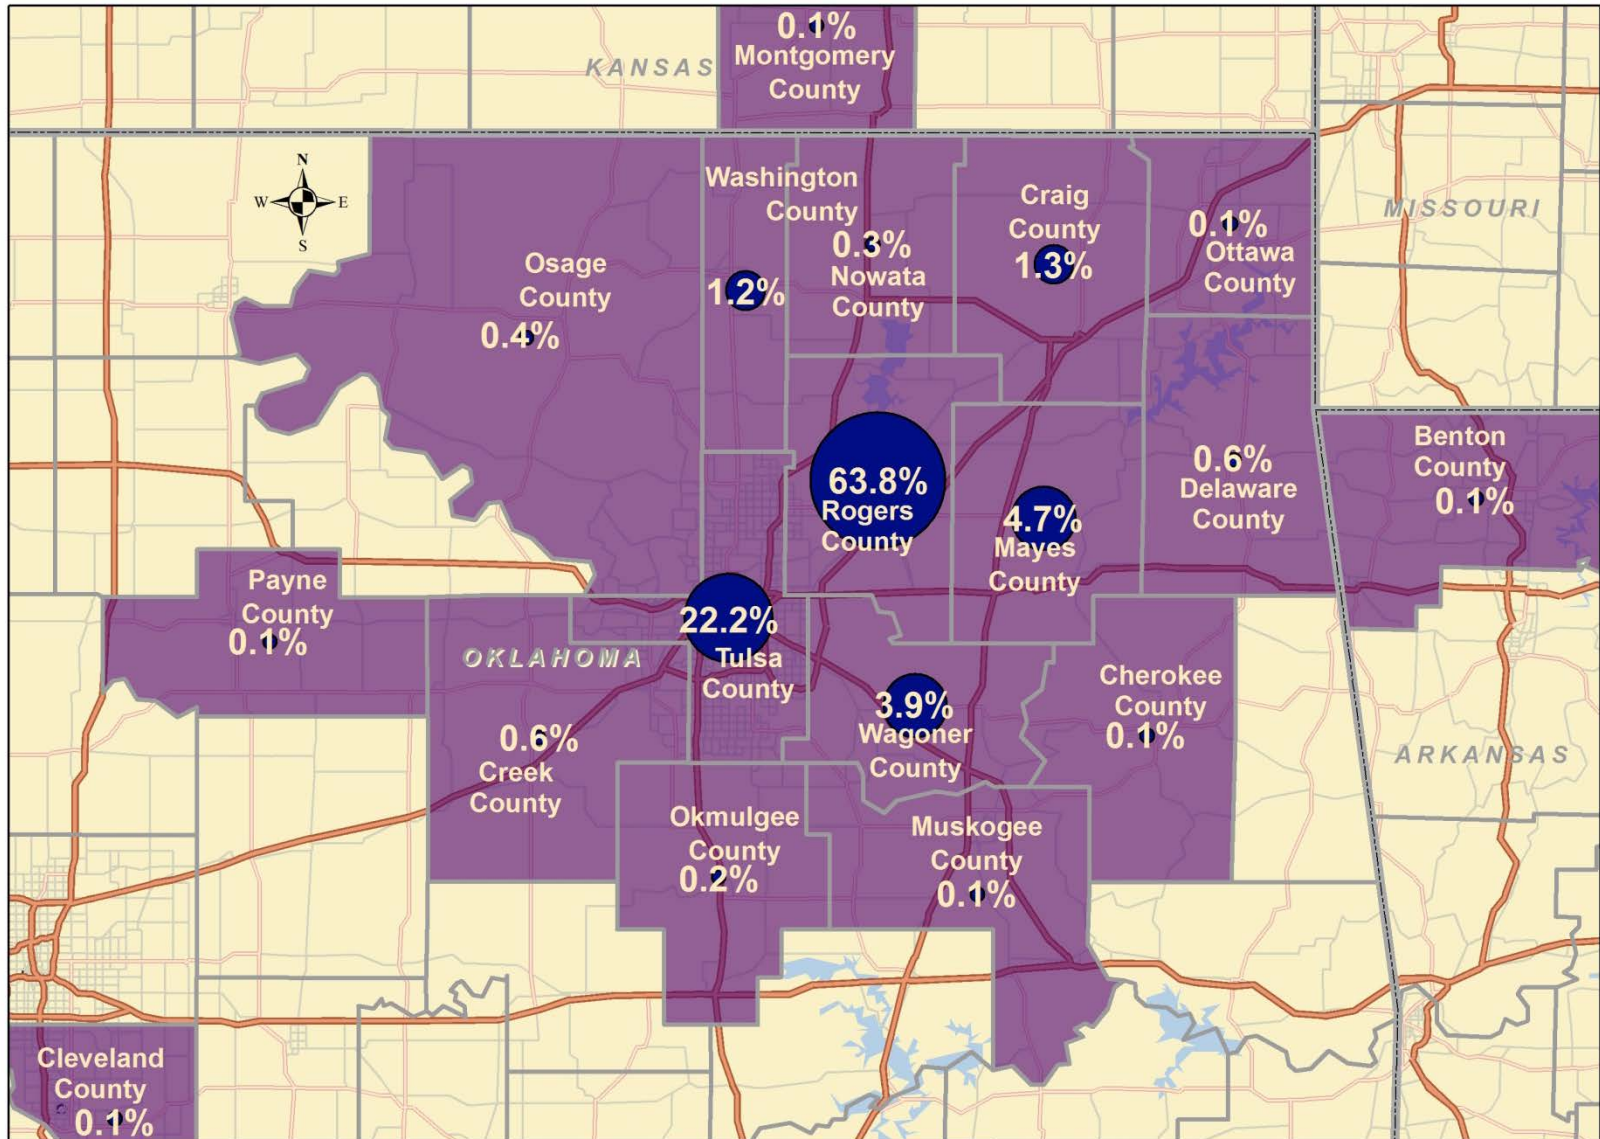 0.1%
Montgomery
County
KANSAS
N
W
E
S
Washington
County
1.2%
0.3%
Nowata
County
Craig
County
1.3%
0.1%
Ottawa
County
MISSOURI
Osage
County
0.4%
63.8%
Rogers
County
4.7%
Mayes
County
0.6%
Delaware
County
Benton
County
0.1%
Payne
County
0.1%
OKLAHOMA
22.2%
Tulsa
County
3.9%
Wagoner
County
Cherokee
County
0.1%
ARKANSAS
0.6%
Creek
County
Okmulgee
County
0.2%
Muskogee
County
0.1%
Cleveland
County
0.1%